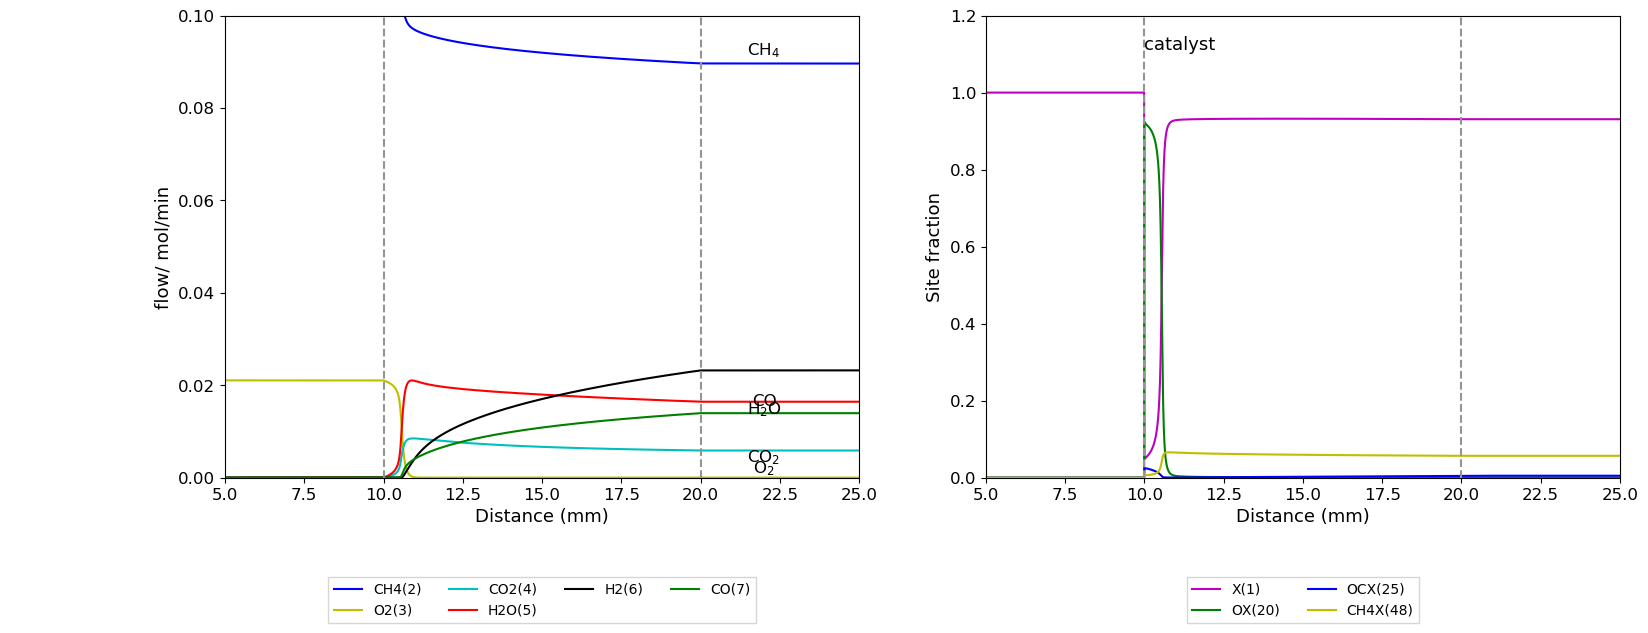 0.10
0.08
0.06
0.04
0.02
0.00
flow/ mol/min
CH4
CO
H2O
CO2
O2
5.0 7.5 10.0 12.5 15.0 17.5 20.0 22.5 25.0
Distance (mm)
CH4(2) CO2(4) H2(6) CO(7)
O2(3) H2O(5)
1.2
1.0
0.8
0.6
0.4
0.2
0.0
Site fraction
catalyst
5.0 7.5 10.0 12.5 15.0 17.5 20.0 22.5 25.0
Distance (mm)
X(1) OCX(25)
OX(20) CH4X(48)